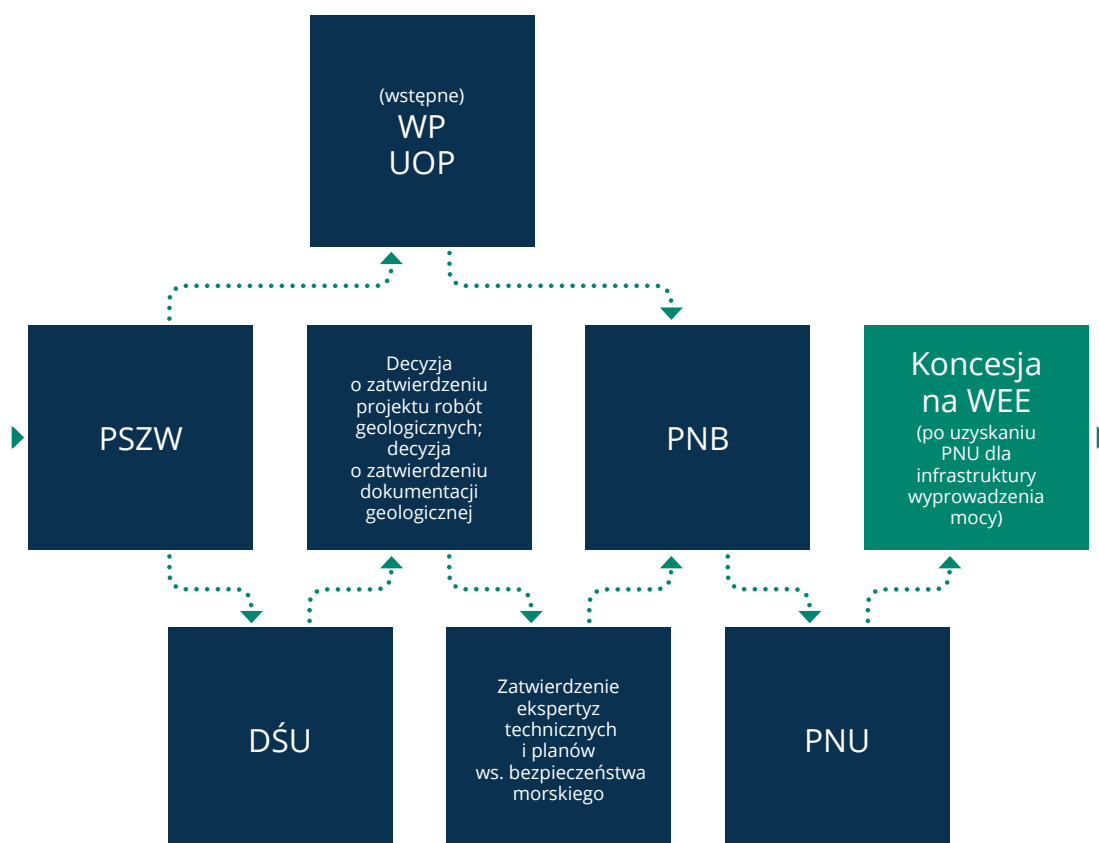 (wstępne)
WP
UOP
PSZW
Decyzja
o zatwierdzeniu
projektu robót
geologicznych;
decyzja
o zatwierdzeniu
dokumentacji
geologicznej
PNB
Koncesja
na WEE
(po uzyskaniu
PNU dla
infrastruktury
wyprowadzenia
mocy)
DŚU
Zatwierdzenie
ekspertyz
technicznych
i planów
ws. bezpieczeństwa
morskiego
PNU